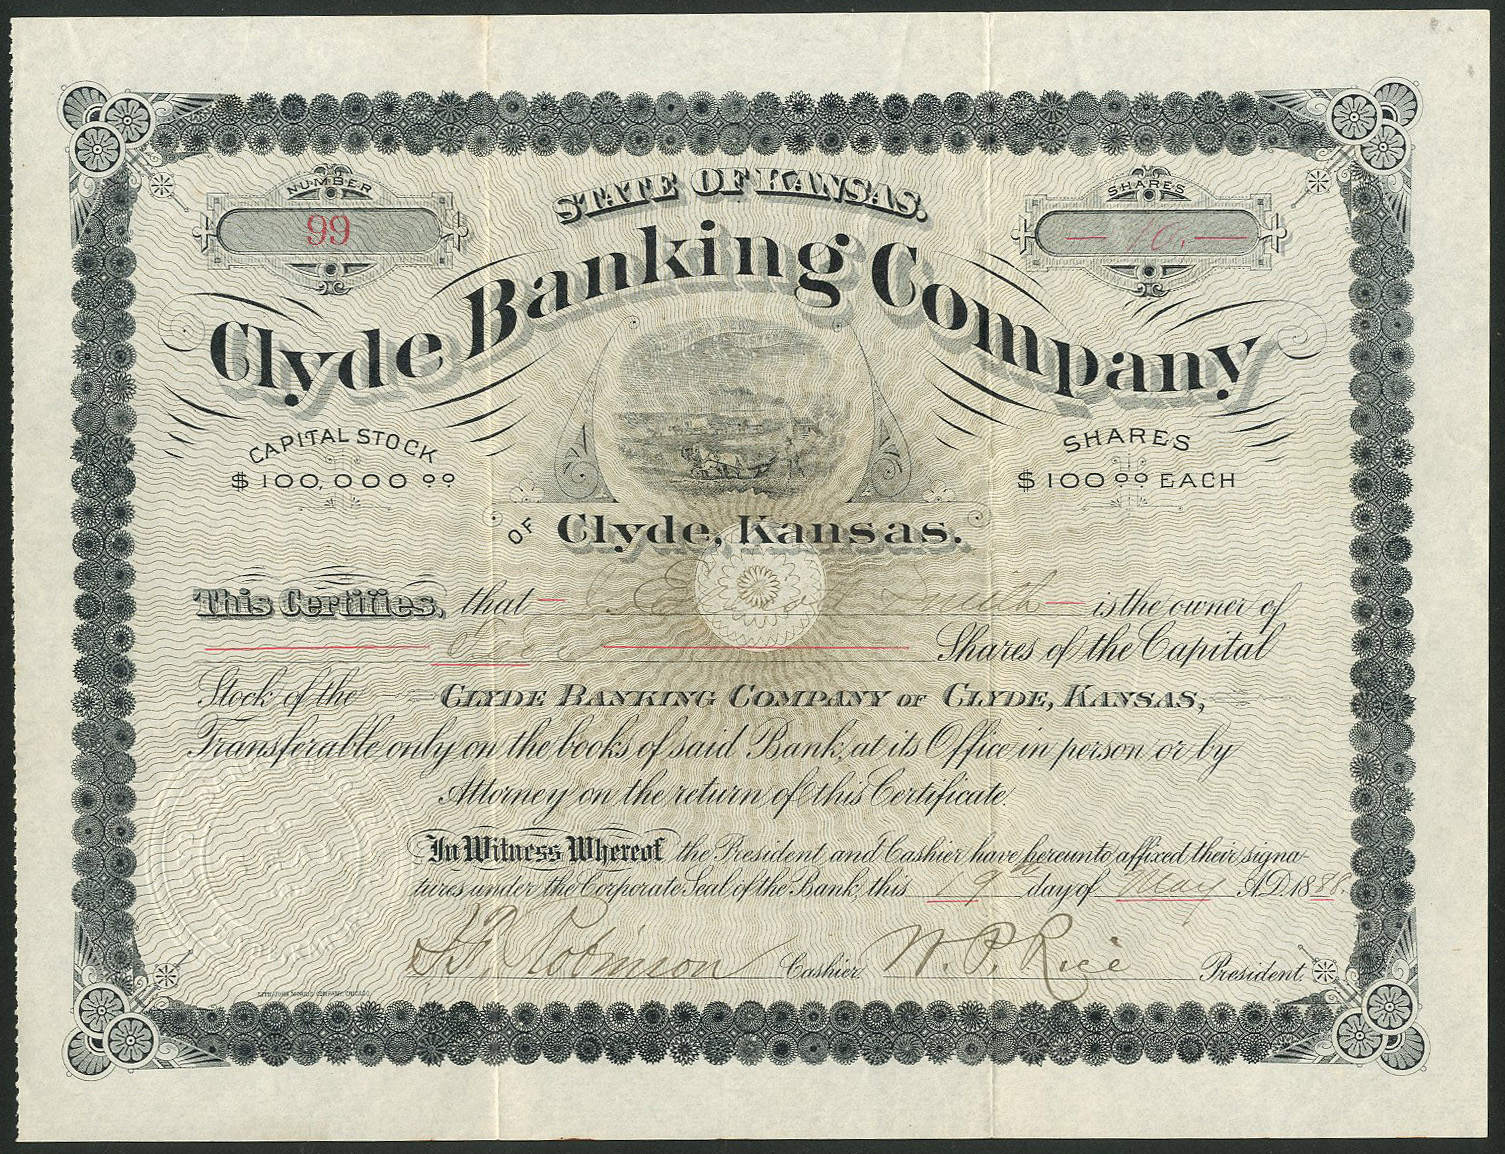 NUMBER
99
SHARES
10.
STATE OF KANSAS.
Clyde Banking Company
CAPITAL STOCK
$100,000 00
SHARES
$100 00 EACH
OF Clyde, Kansas.
This Certifies, that Smith is the owner of
Shares of the Capital
Stock of the CLYDE BANKING COMPANY OF CLYDE, KANSAS,
Transferable only on the books of said Bank, at its Office in person or by
Attorney on the return of this Certificate.
In Witness Whereof the President and Cashier have hereunto affixed their signa-
tures under the Corporate Seal of the Bank, this 19th day of May A.D. 188
Robinson Cashier W. P. Rice President.